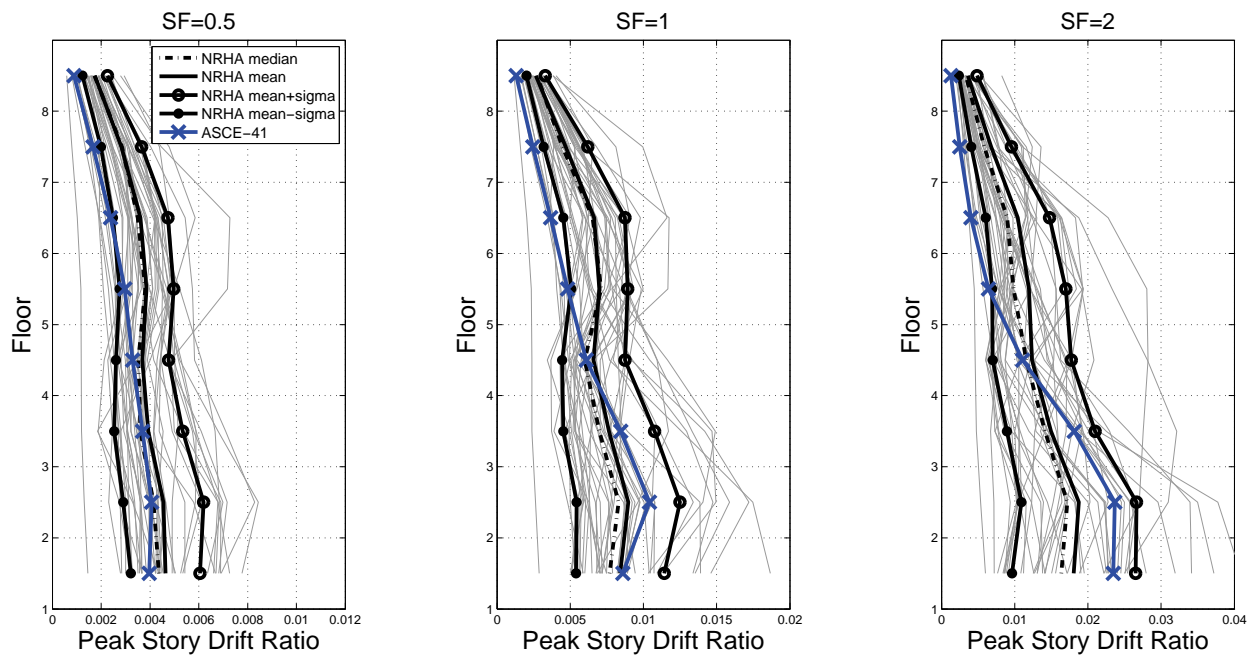 SF=0.5
SF=1
SF=2
NRHA median
NRHA mean
NRHA mean+sigma
NRHA mean−sigma
ASCE−41
8
7
6
5
4
3
2
1
Floor
0 0.002 0.004 0.006 0.008 0.01 0.012
Peak Story Drift Ratio
8
7
6
5
4
3
2
1
Floor
0 0.005 0.01 0.015 0.02
Peak Story Drift Ratio
8
7
6
5
4
3
2
1
Floor
0 0.01 0.02 0.03 0.04
Peak Story Drift Ratio